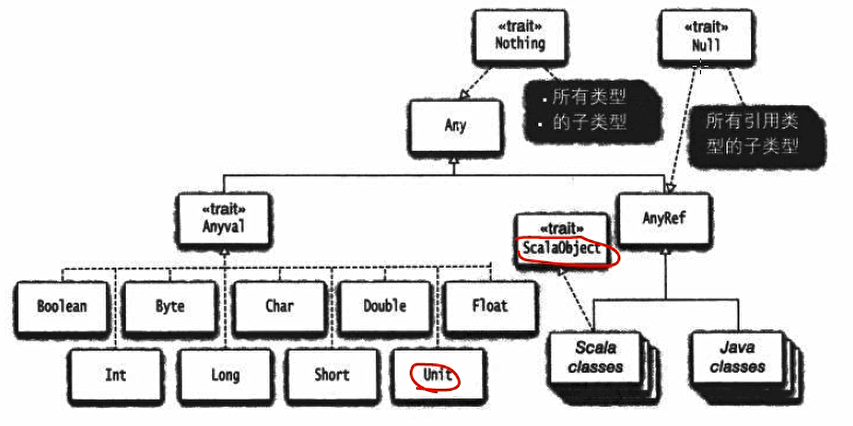 «trait»
Nothing
«trait»
Null
Any
• 所有类型
• 的子类型
所有引用类
型的子类型
«trait»
Anyval
«trait»
ScalaObject
AnyRef
Boolean
Byte
Char
Double
Float
Int
Long
Short
Unit
Scala
classes
Java
classes